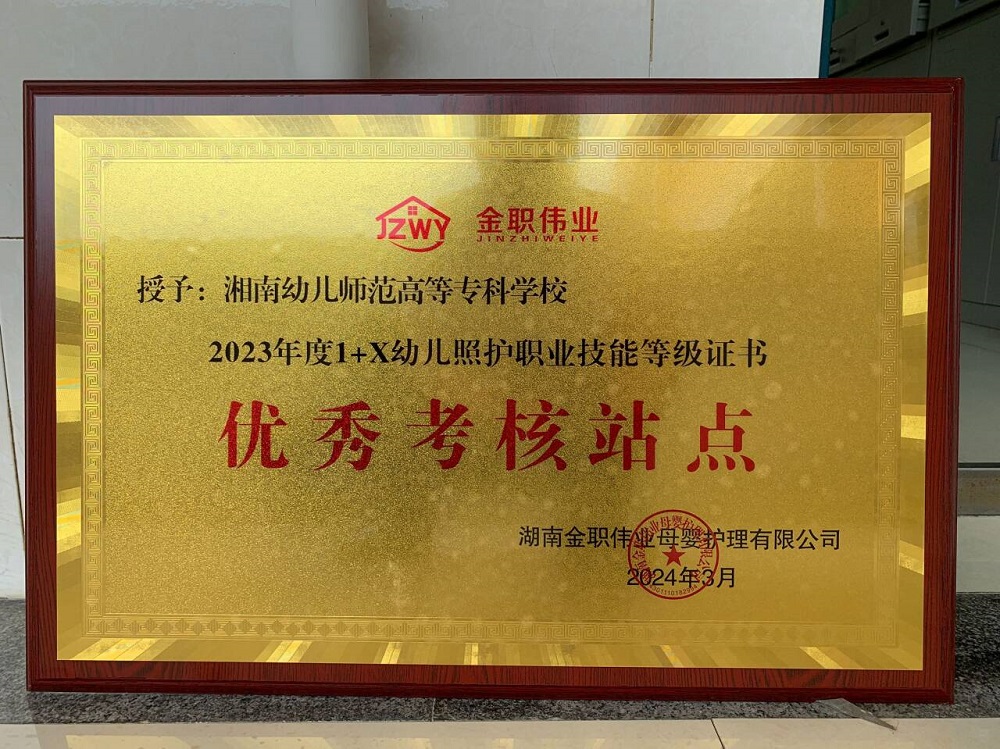 JZWY 金职伟业
JINZHIWEIYE
授予：湘南幼儿师范高等专科学校
2023年度1+X幼儿照护职业技能等级证书
优秀考核站点
湖南金职伟业母婴护理有限公司
2024年3月